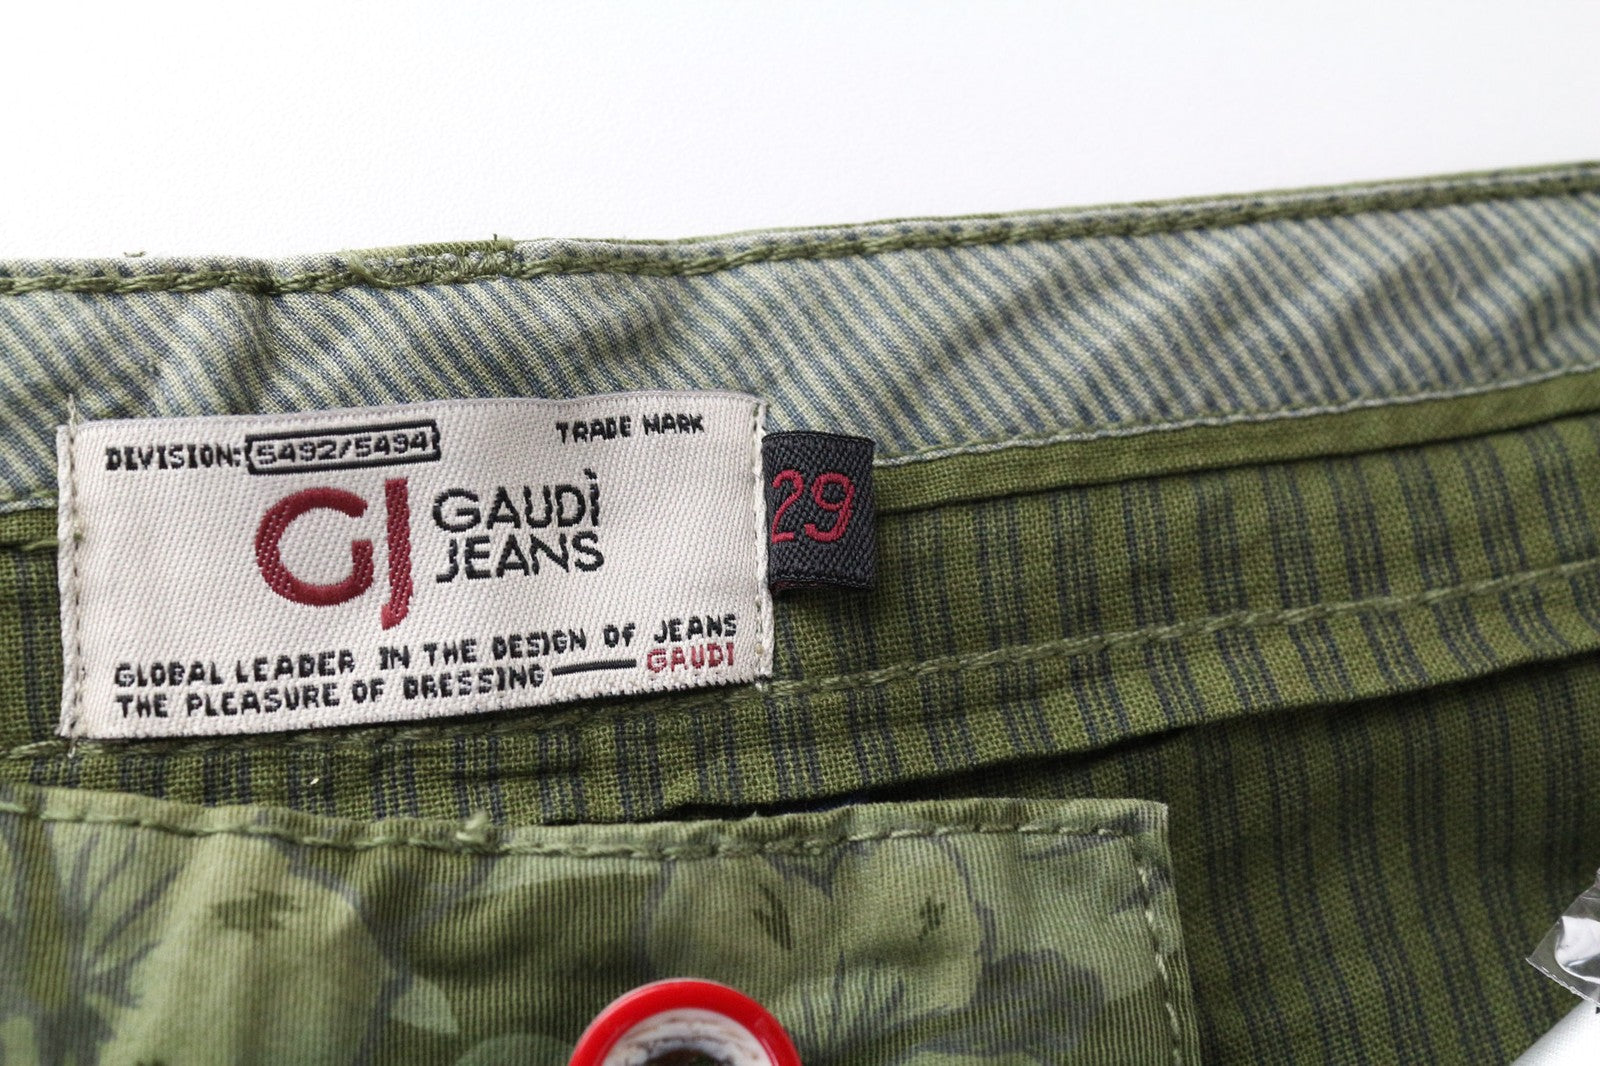 DIVISION: 5492/5494 TRADE MARK
GJ GAUDÌ
JEANS
29
GLOBAL LEADER IN THE DESIGN OF JEANS
THE PLEASURE OF DRESSING GAUDI